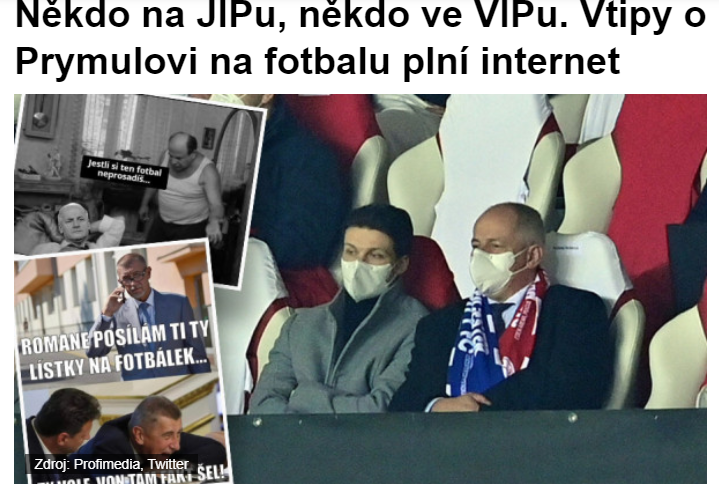 Někdo na JIPu, někdo ve VIPu. Vtipy o
Prymulovi na fotbalu plní internet
Jestli si ten fotbal
neprosadíš...
ROMANE POSÍLÁM TI TY
LÍSTKY NA FOTBÁLEK...
Zdroj: Profimedia, Twitter
VOLE, VON TAM FAKT ŠEL!